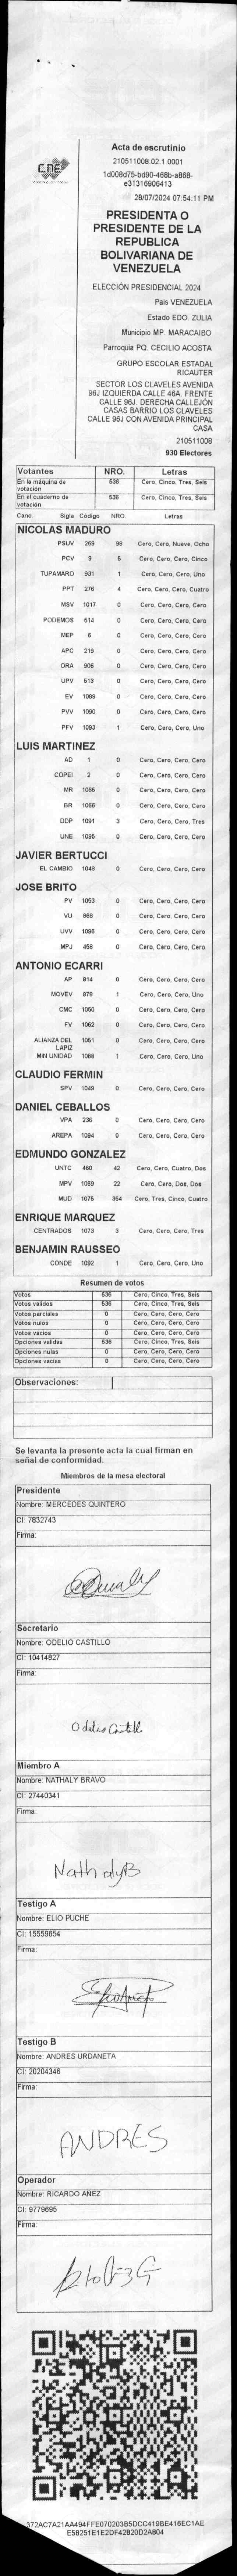 CNE
Acta de escrutinio
210511008.02.1.0001
1d008d75-bd90-468b-a868-
e31316906413
28/07/2024 07:54:11 PM
PRESIDENTA O
PRESIDENTE DE LA
REPUBLICA
BOLIVARIANA DE
VENEZUELA
ELECCIÓN PRESIDENCIAL 2024
Pais VENEZUELA
Estado EDO. ZULIA
Municipio MP. MARACAIBO
Parroquia PQ. CECILIO ACOSTA
GRUPO ESCOLAR ESTADAL
RICAUTER
SECTOR LOS CLAVELES AVENIDA
96J IZQUIERDA CALLE 46A. FRENTE
CALLE 96J. DERECHA CALLEJÓN
CASAS BARRIO LOS CLAVELES
CALLE 96J CON AVENIDA PRINCIPAL
CASA
210511008
930 Electores
Votantes NRO. Letras
En la máquina de votación 536 Cero, Cinco, Tres, Seis
En el cuaderno de votación 536 Cero, Cinco, Tres, Seis
Cand. Sigla Código NRO. Letras
NICOLAS MADURO
PSUV 269 98 Cero, Cero, Nueve, Ocho
PCV 9 5 Cero, Cero, Cero, Cinco
TUPAMARO 931 1 Cero, Cero, Cero, Uno
PPT 276 4 Cero, Cero, Cero, Cuatro
MSV 1017 0 Cero, Cero, Cero, Cero
PODEMOS 514 0 Cero, Cero, Cero, Cero
MEP 6 0 Cero, Cero, Cero, Cero
APC 219 0 Cero, Cero, Cero, Cero
ORA 906 0 Cero, Cero, Cero, Cero
UPV 513 0 Cero, Cero, Cero, Cero
EV 1089 0 Cero, Cero, Cero, Cero
PVV 1090 0 Cero, Cero, Cero, Cero
PFV 1093 1 Cero, Cero, Cero, Uno
LUIS MARTINEZ
AD 1 0 Cero, Cero, Cero, Cero
COPEI 2 0 Cero, Cero, Cero, Cero
MR 1065 0 Cero, Cero, Cero, Cero
BR 1066 0 Cero, Cero, Cero, Cero
DDP 1091 3 Cero, Cero, Cero, Tres
UNE 1095 0 Cero, Cero, Cero, Cero
JAVIER BERTUCCI
EL CAMBIO 1048 0 Cero, Cero, Cero, Cero
JOSE BRITO
PV 1053 0 Cero, Cero, Cero, Cero
VU 868 0 Cero, Cero, Cero, Cero
UVV 1096 0 Cero, Cero, Cero, Cero
MPJ 458 0 Cero, Cero, Cero, Cero
ANTONIO ECARRI
AP 914 0 Cero, Cero, Cero, Cero
MOVEV 879 1 Cero, Cero, Cero, Uno
CMC 1050 0 Cero, Cero, Cero, Cero
FV 1062 0 Cero, Cero, Cero, Cero
ALIANZA DEL LAPIZ 1051 0 Cero, Cero, Cero, Cero
MIN UNIDAD 1069 1 Cero, Cero, Cero, Uno
CLAUDIO FERMIN
SPV 1049 0 Cero, Cero, Cero, Cero
DANIEL CEBALLOS
VPA 236 0 Cero, Cero, Cero, Cero
AREPA 1094 0 Cero, Cero, Cero, Cero
EDMUNDO GONZALEZ
UNTC 460 42 Cero, Cero, Cuatro, Dos
MPV 1059 22 Cero, Cero, Dos, Dos
MUD 1075 354 Cero, Tres, Cinco, Cuatro
ENRIQUE MARQUEZ
CENTRADOS 1073 3 Cero, Cero, Cero, Tres
BENJAMIN RAUSSEO
CONDE 1092 1 Cero, Cero, Cero, Uno
Resumen de votos
Votos 536 Cero, Cinco, Tres, Seis
Votos validos 536 Cero, Cinco, Tres, Seis
Votos parciales 0 Cero, Cero, Cero, Cero
Votos nulos 0 Cero, Cero, Cero, Cero
Votos vacios 0 Cero, Cero, Cero, Cero
Opciones validas 536 Cero, Cinco, Tres, Seis
Opciones nulas 0 Cero, Cero, Cero, Cero
Opciones vacias 0 Cero, Cero, Cero, Cero
Observaciones:
Se levanta la presente acta la cual firman en
señal de conformidad.
Miembros de la mesa electoral
Presidente
Nombre: MERCEDES QUINTERO
CI: 7832743
Firma:
Secretario
Nombre: ODELIO CASTILLO
CI: 10414827
Firma:
Odelio Castillo
Miembro A
Nombre: NATHALY BRAVO
CI: 27440341
Firma:
Nathaly B
Testigo A
Nombre: ELIO PUCHE
CI: 15559654
Firma:
Testigo B
Nombre: ANDRES URDANETA
CI: 20204346
Firma:
ANDRES
Operador
Nombre: RICARDO AÑEZ
CI: 9779695
Firma:
372AC7A21AA494FFE070203B5DCC419BE416EC1AE
E58251E1E2DF42820D2A804